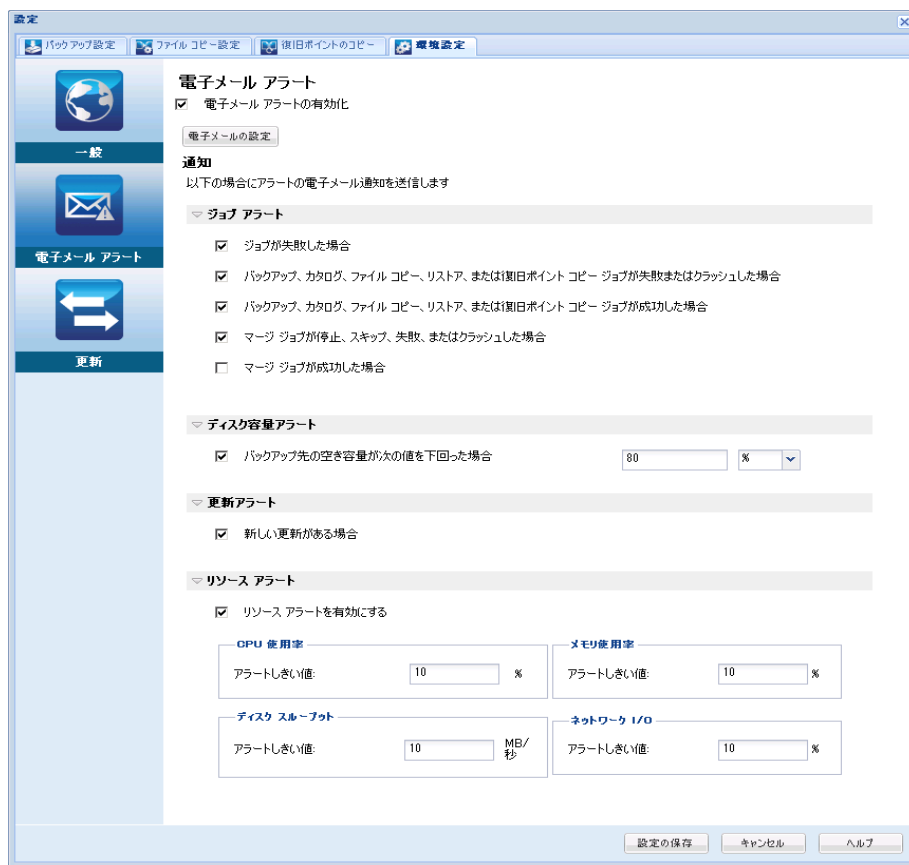 設定
バックアップ設定
ファイル コピー設定
復旧ポイントのコピー
環境設定
一般
電子メール アラート
更新
電子メール アラート
電子メール アラートの有効化
電子メールの設定
通知
以下の場合にアラートの電子メール通知を送信します
ジョブ アラート
ジョブが失敗した場合
バックアップ、カタログ、ファイル コピー、リストア、または復旧ポイント コピー ジョブが失敗またはクラッシュした場合
バックアップ、カタログ、ファイル コピー、リストア、または復旧ポイント コピー ジョブが成功した場合
マージ ジョブが停止、スキップ、失敗、またはクラッシュした場合
マージ ジョブが成功した場合
ディスク容量アラート
バックアップ先の空き容量が次の値を下回った場合 80 %
更新アラート
新しい更新がある場合
リソース アラート
リソース アラートを有効にする
CPU 使用率
アラートしきい値: 10 %
メモリ使用率
アラートしきい値: 10 %
ディスク スループット
アラートしきい値: 10 MB/
秒
ネットワーク I/O
アラートしきい値: 10 %
設定の保存
キャンセル
ヘルプ